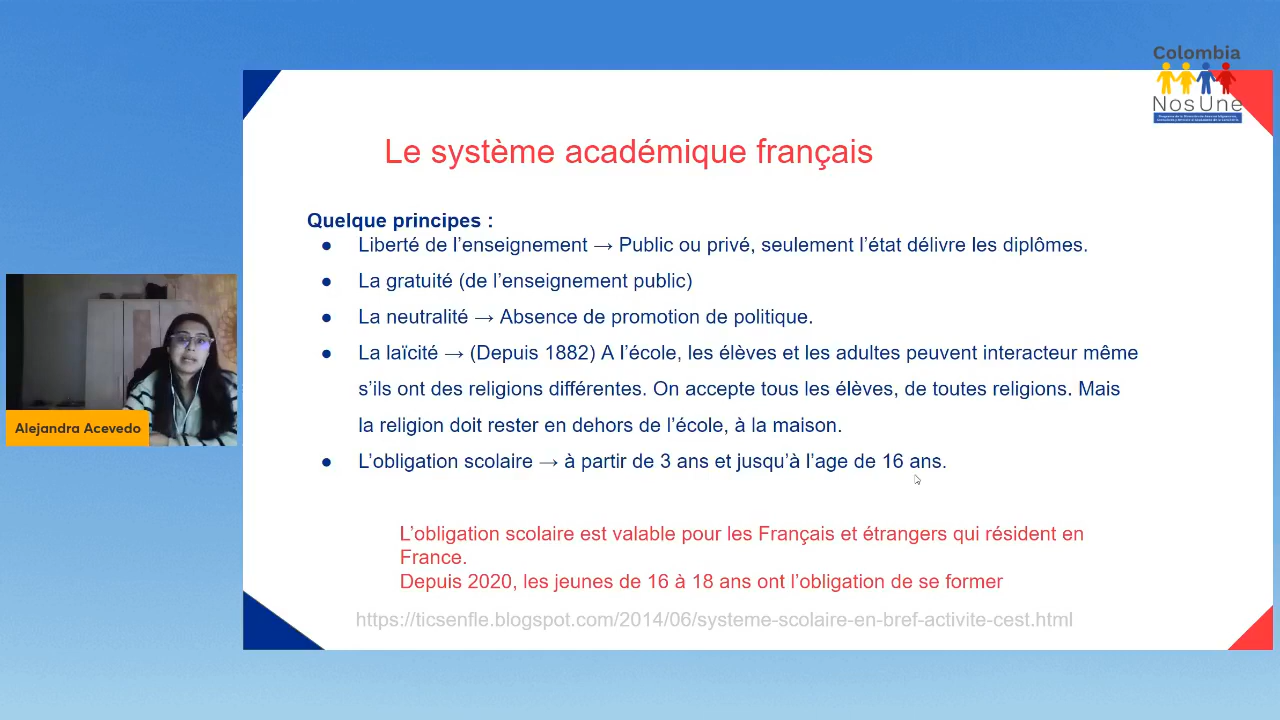 Colombia
NosUne
Le système académique français
Quelque principes :
● Liberté de l’enseignement → Public ou privé, seulement l’état délivre les diplômes.
● La gratuité (de l’enseignement public)
● La neutralité → Absence de promotion de politique.
● La laïcité → (Depuis 1882) A l’école, les élèves et les adultes peuvent interacteur même
s’ils ont des religions différentes. On accepte tous les élèves, de toutes religions. Mais
la religion doit rester en dehors de l’école, à la maison.
● L’obligation scolaire → à partir de 3 ans et jusqu’à l’age de 16 ans.
Alejandra Acevedo
L’obligation scolaire est valable pour les Français et étrangers qui résident en
France.
Depuis 2020, les jeunes de 16 à 18 ans ont l’obligation de se former
https://ticsenfle.blogspot.com/2014/06/systeme-scolaire-en-bref-activite-cest.html